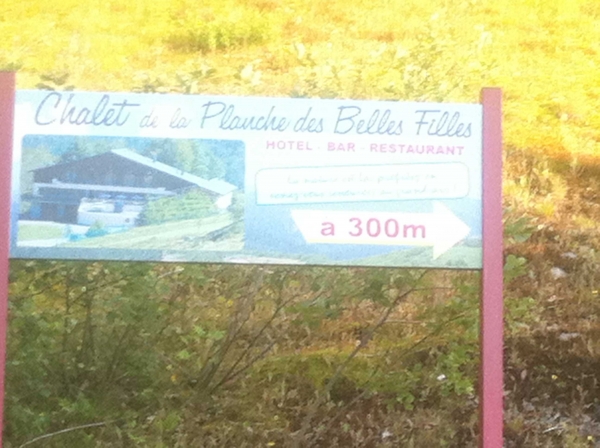 Chalet de la Planche des Belles Filles
HOTEL - BAR - RESTAURANT
a 300m